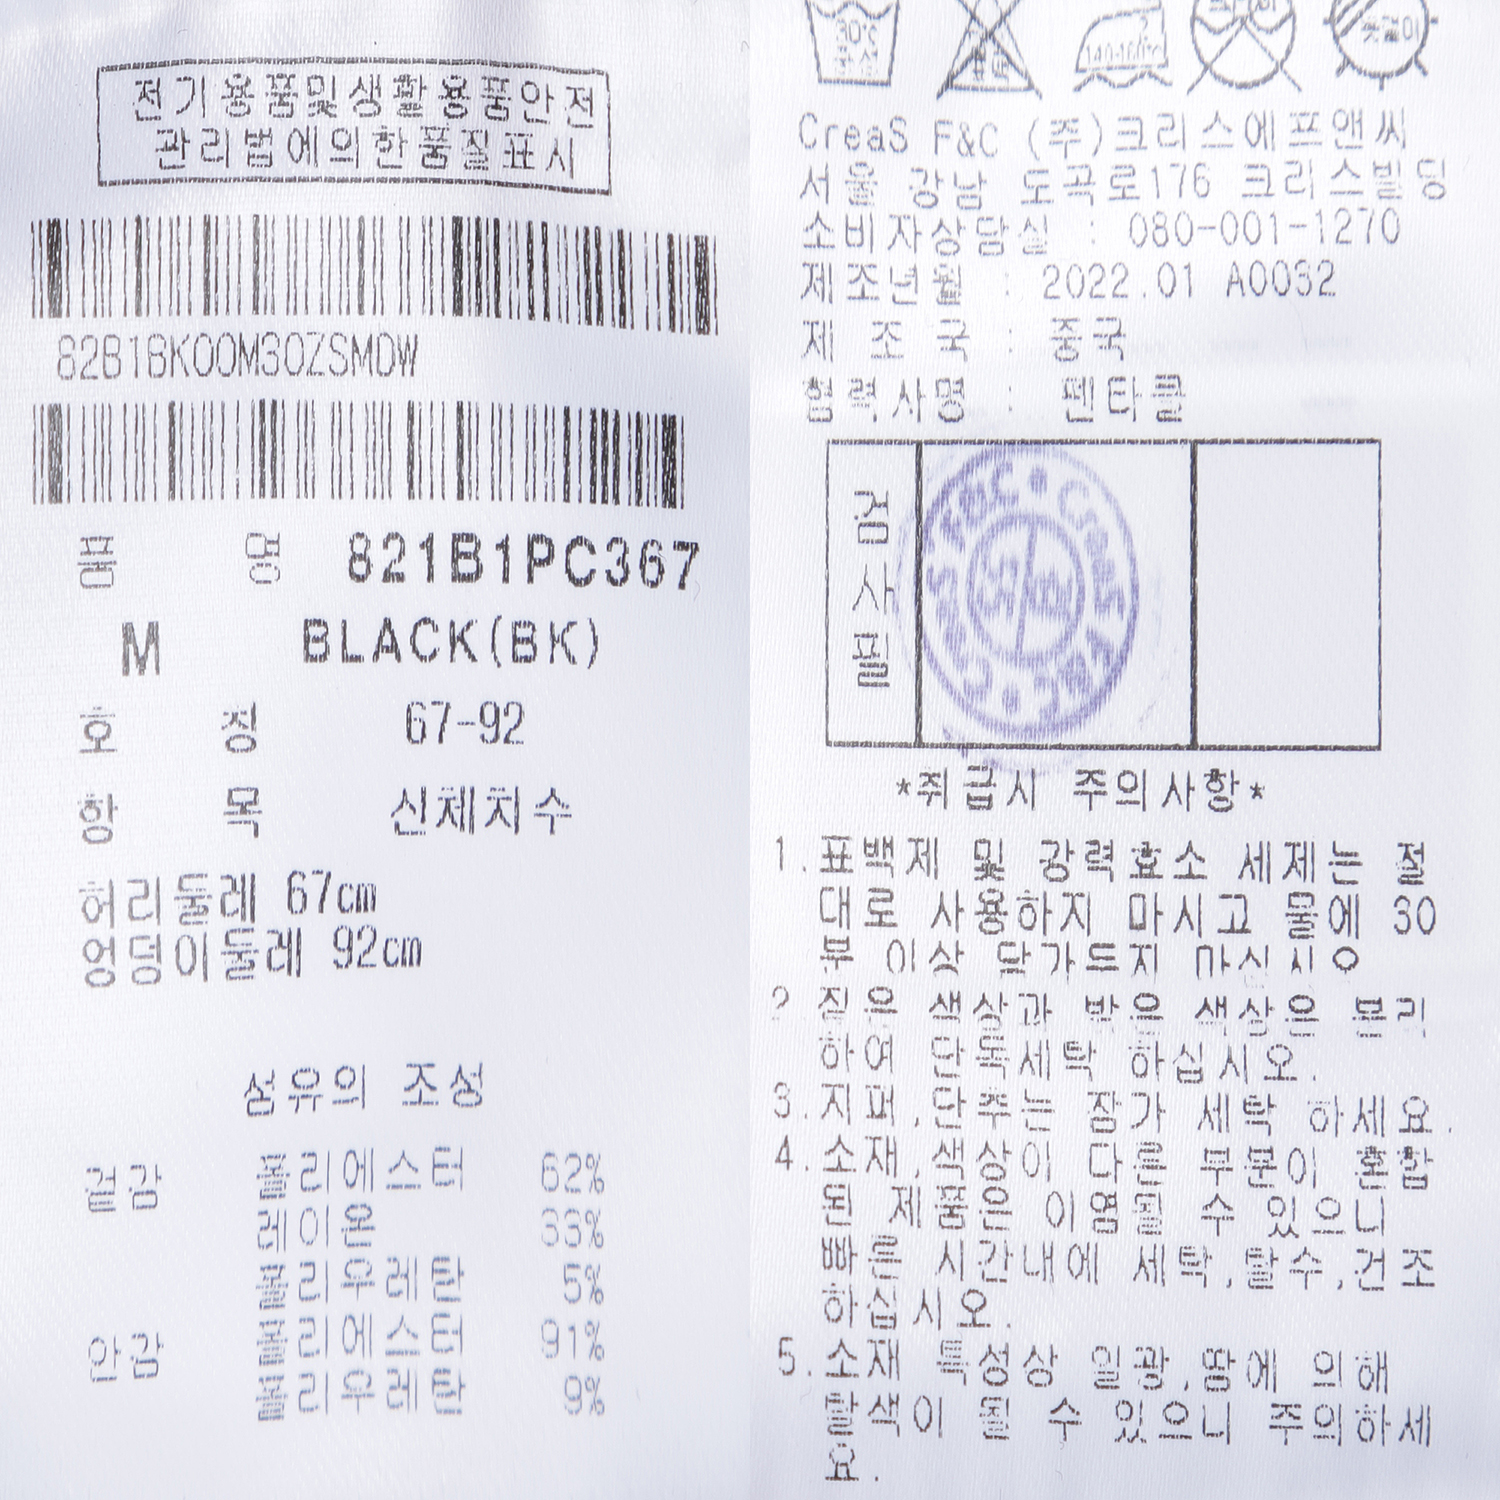 전기용품및생활용품안전
관리법에의한품질표시
82B1BK00M30ZSMDW
품 명 821B1PC367
M BLACK(BK)
호 칭 67-92
항 목 신체치수
허리둘레 67cm
엉덩이둘레 92cm
섬유의 조성
겉감 폴리에스터 62%
레이온 33%
폴리우레탄 5%
안감 폴리에스터 91%
폴리우레탄 9%
30℃
중성
140-160℃
옷걸이
CreaS F&C (주)크리스에프앤씨
서울 강남 도곡로176 크리스빌딩
소비자상담실 : 080-001-1270
제조년월 : 2022.01 A0032
제 조 국 : 중국
협력사명 : 펜타클
검사필
CreaS F&C · CreaS F&C ·
*취급시 주의사항*
1.표백제 및 강력효소 세제는 절
대로 사용하지 마시고 물에 30
부 이상 담가두지 마십시오
2.짙은 색상과 밝은 색상은 분리
하여 단독세탁 하십시오.
3.지퍼,단추는 잠가 세탁 하세요.
4.소재,색상이 다른 부분이 혼합
된 제품은 이염될 수 있으니
빠른 시간내에 세탁,탈수,건조
하십시오.
5.소재 특성상 일광,땀에 의해
탈색이 될 수 있으니 주의하세
요.